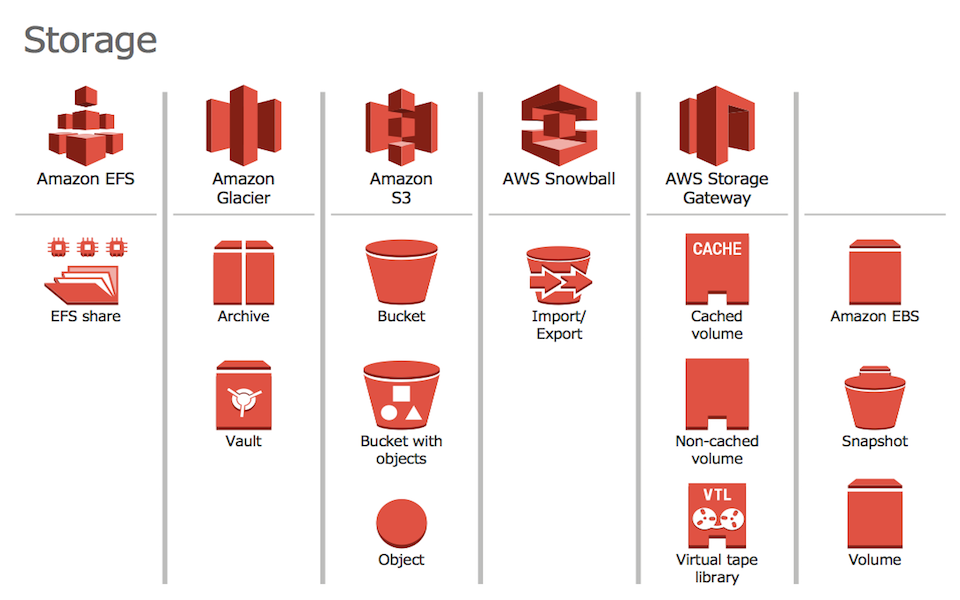 Storage
Amazon EFS
Amazon
Glacier
Amazon
S3
AWS Snowball
AWS Storage
Gateway
CACHE
EFS share
Archive
Bucket
Import/
Export
Cached
volume
Amazon EBS
Vault
Bucket with
objects
Non-cached
volume
Snapshot
VTL
Object
Virtual tape
library
Volume